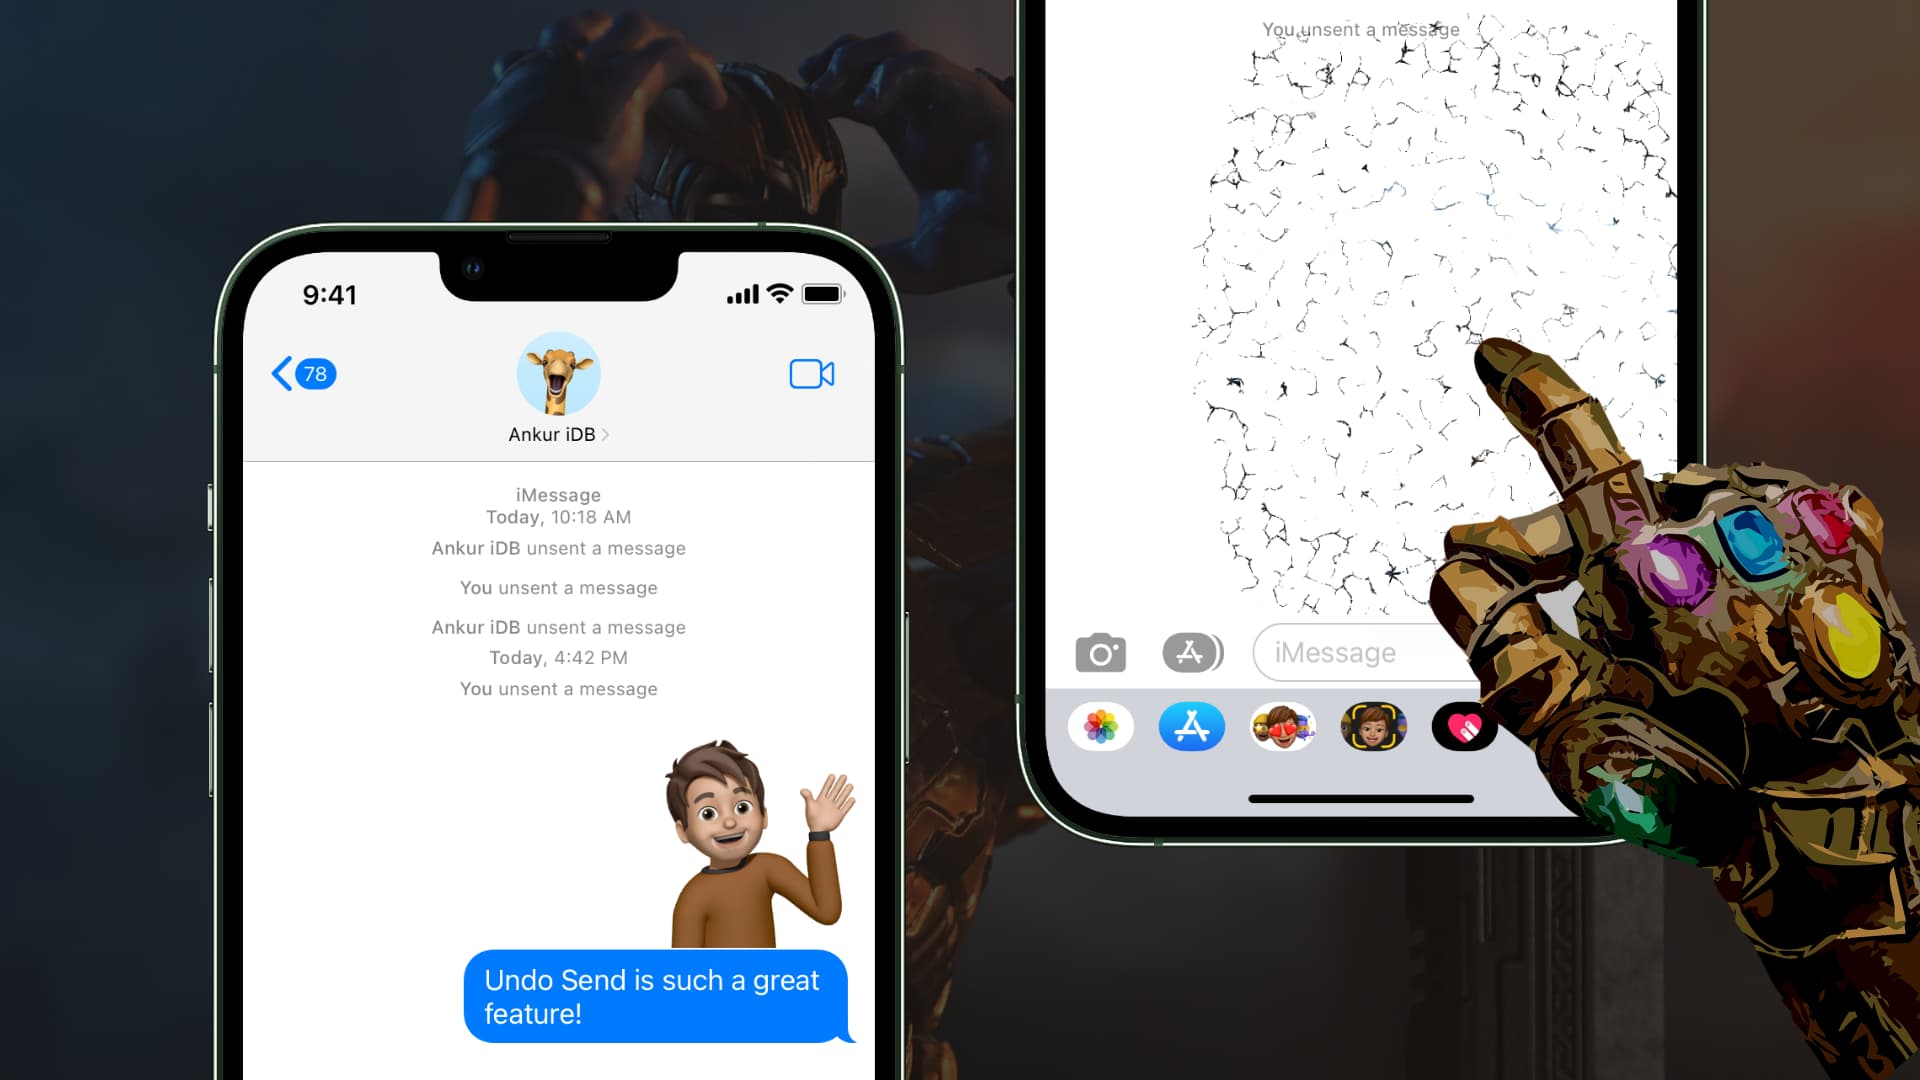 9:41
78
Ankur iDB
iMessage
Today, 10:18 AM
Ankur iDB unsent a message
You unsent a message
Ankur iDB unsent a message
Today, 4:42 PM
You unsent a message
Undo Send is such a great
feature!
You unsent a message
iMessage